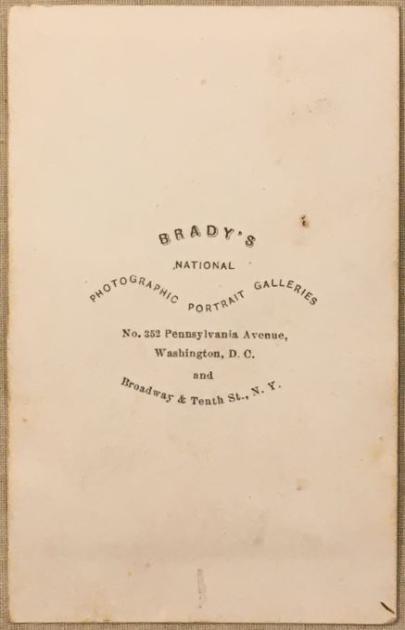 BRADY'S
NATIONAL
PHOTOGRAPHIC PORTRAIT GALLERIES
No. 352 Pennsylvania Avenue,
Washington, D. C.
and
Broadway & Tenth St., N. Y.